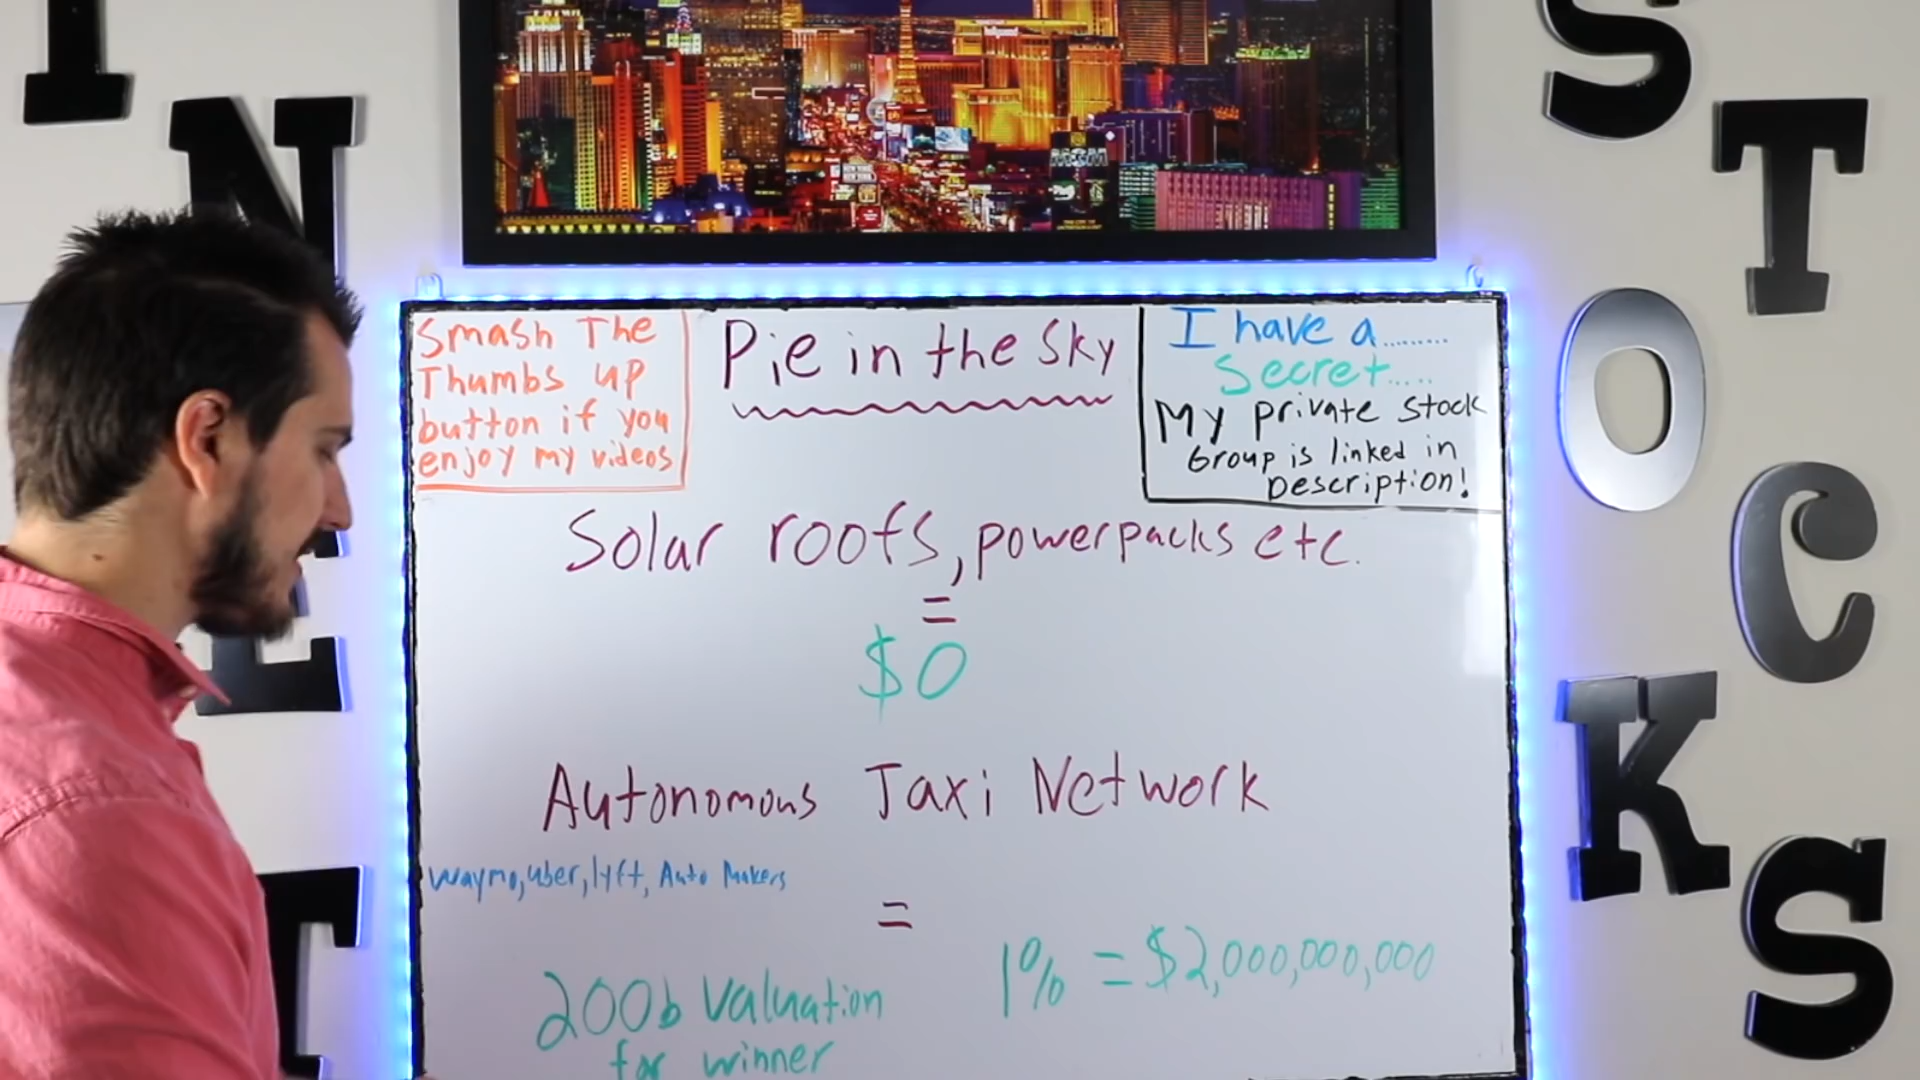 I
N
E
T
Smash The
Thumbs up
button if you
enjoy my videos
Pie in the Sky
I have a.........
Secret.....
My private stock
Group is linked in
Description!
Solar roofs, powerpacks etc.
=
$0
Autonomous Taxi Network
Waymo, Uber, lyft, Auto Makers
=
200b Valuation
for winner
1% = $2,000,000,000
S
T
O
C
K
S
MGM